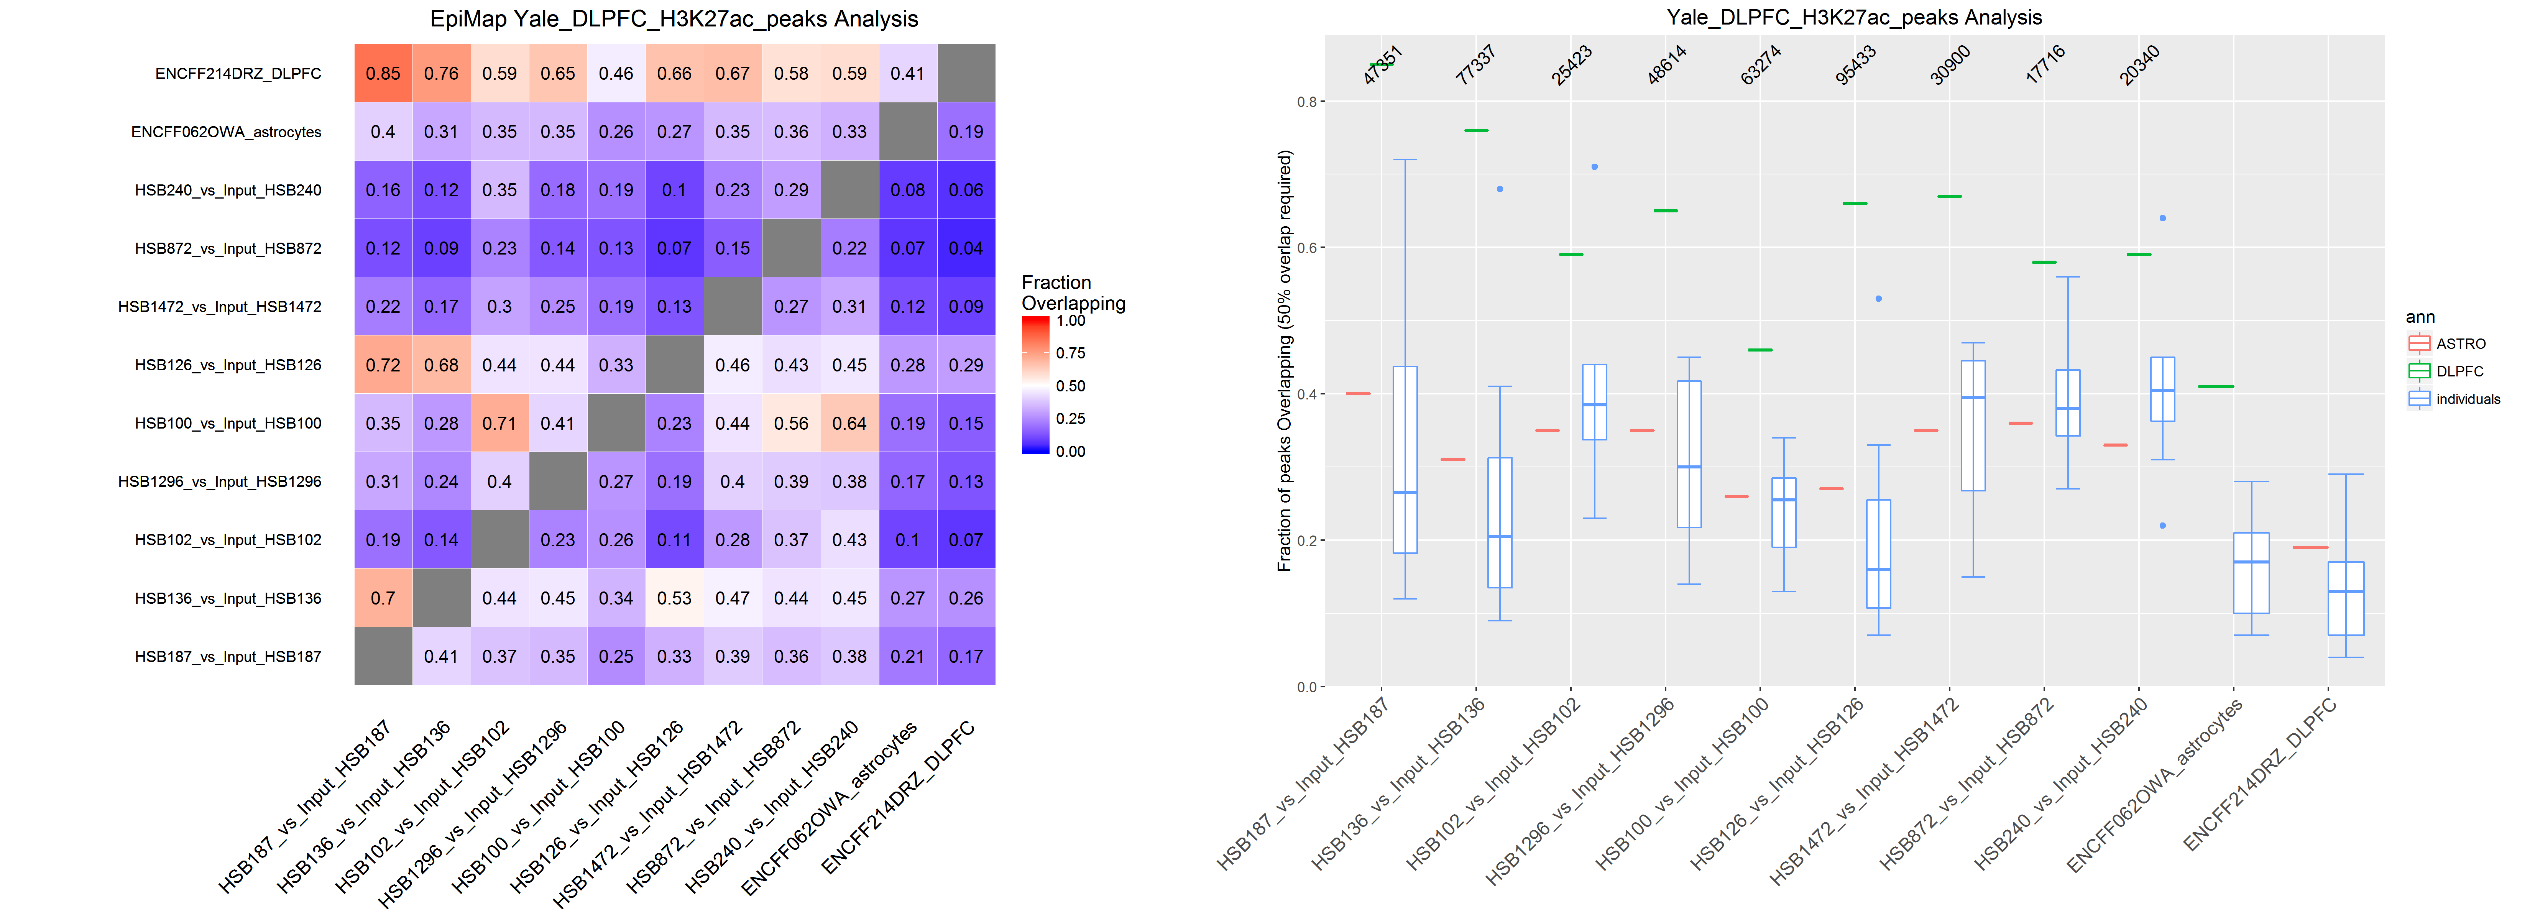 EpiMap Yale_DLPFC_H3K27ac_peaks Analysis
ENCFF214DRZ_DLPFC 0.85 0.76 0.59 0.65 0.46 0.66 0.67 0.58 0.59 0.41
ENCFF062OWA_astrocytes 0.4 0.31 0.35 0.35 0.26 0.27 0.35 0.36 0.33 0.19
HSB240_vs_Input_HSB240 0.16 0.12 0.35 0.18 0.19 0.1 0.23 0.29 0.08 0.06
HSB872_vs_Input_HSB872 0.12 0.09 0.23 0.14 0.13 0.07 0.15 0.22 0.07 0.04
HSB1472_vs_Input_HSB1472 0.22 0.17 0.3 0.25 0.19 0.13 0.27 0.31 0.12 0.09
HSB126_vs_Input_HSB126 0.72 0.68 0.44 0.44 0.33 0.46 0.43 0.45 0.28 0.29
HSB100_vs_Input_HSB100 0.35 0.28 0.71 0.41 0.23 0.44 0.56 0.64 0.19 0.15
HSB1296_vs_Input_HSB1296 0.31 0.24 0.4 0.27 0.19 0.4 0.39 0.38 0.17 0.13
HSB102_vs_Input_HSB102 0.19 0.14 0.23 0.26 0.11 0.28 0.37 0.43 0.1 0.07
HSB136_vs_Input_HSB136 0.7 0.44 0.45 0.34 0.53 0.47 0.44 0.45 0.27 0.26
HSB187_vs_Input_HSB187 0.41 0.37 0.35 0.25 0.33 0.39 0.36 0.38 0.21 0.17
HSB187_vs_Input_HSB187
HSB136_vs_Input_HSB136
HSB102_vs_Input_HSB102
HSB1296_vs_Input_HSB1296
HSB100_vs_Input_HSB100
HSB126_vs_Input_HSB126
HSB1472_vs_Input_HSB1472
HSB872_vs_Input_HSB872
HSB240_vs_Input_HSB240
ENCFF062OWA_astrocytes
ENCFF214DRZ_DLPFC
Fraction
Overlapping
1.00
0.75
0.50
0.25
0.00
Yale_DLPFC_H3K27ac_peaks Analysis
47351 77337 25423 48614 63274 95433 30900 17716 20340
Fraction of peaks Overlapping (50% overlap required)
0.8
0.6
0.4
0.2
0.0
HSB187_vs_Input_HSB187
HSB136_vs_Input_HSB136
HSB102_vs_Input_HSB102
HSB1296_vs_Input_HSB1296
HSB100_vs_Input_HSB100
HSB126_vs_Input_HSB126
HSB1472_vs_Input_HSB1472
HSB872_vs_Input_HSB872
HSB240_vs_Input_HSB240
ENCFF062OWA_astrocytes
ENCFF214DRZ_DLPFC
ann
ASTRO
DLPFC
individuals